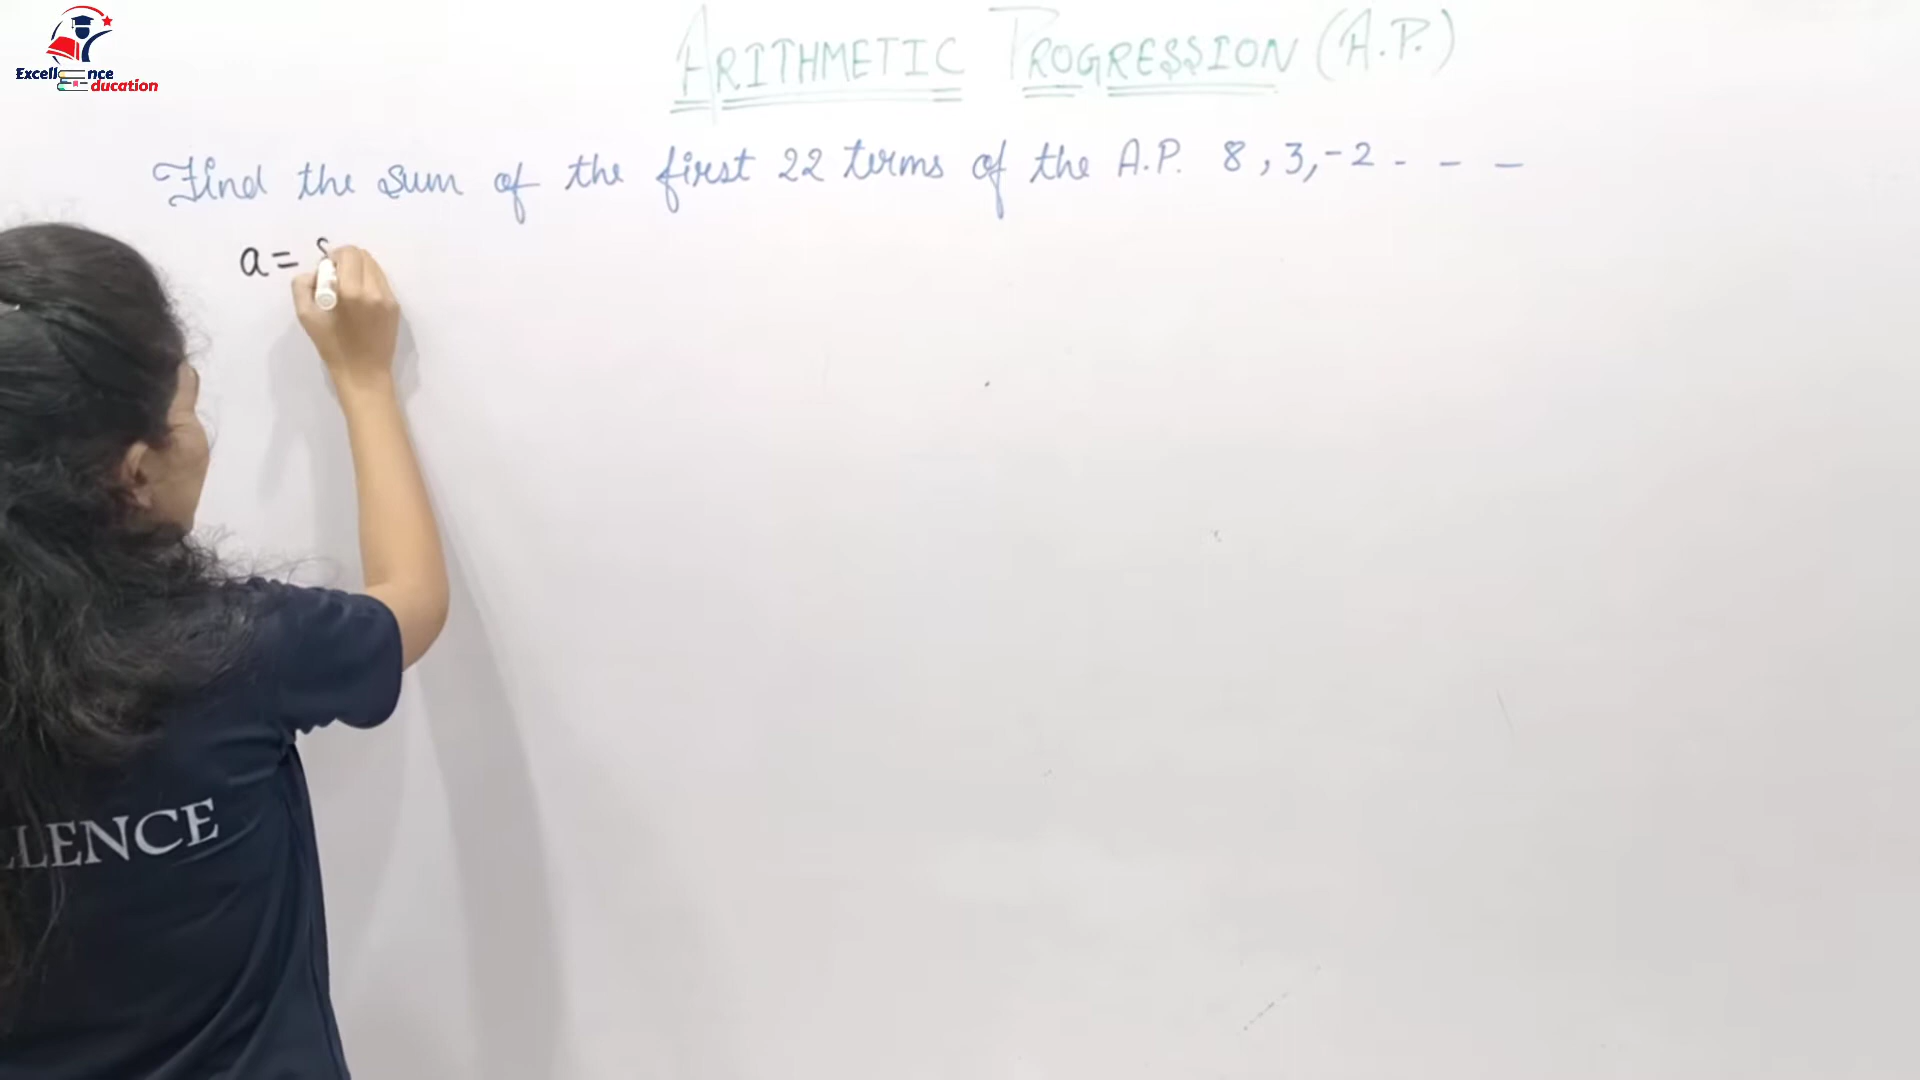 Excellence
Education
ARITHMETIC PROGRESSION (A.P.)
Find the sum of the first 22 terms of the A.P. 8, 3, -2 - - -
a =
LLENCE